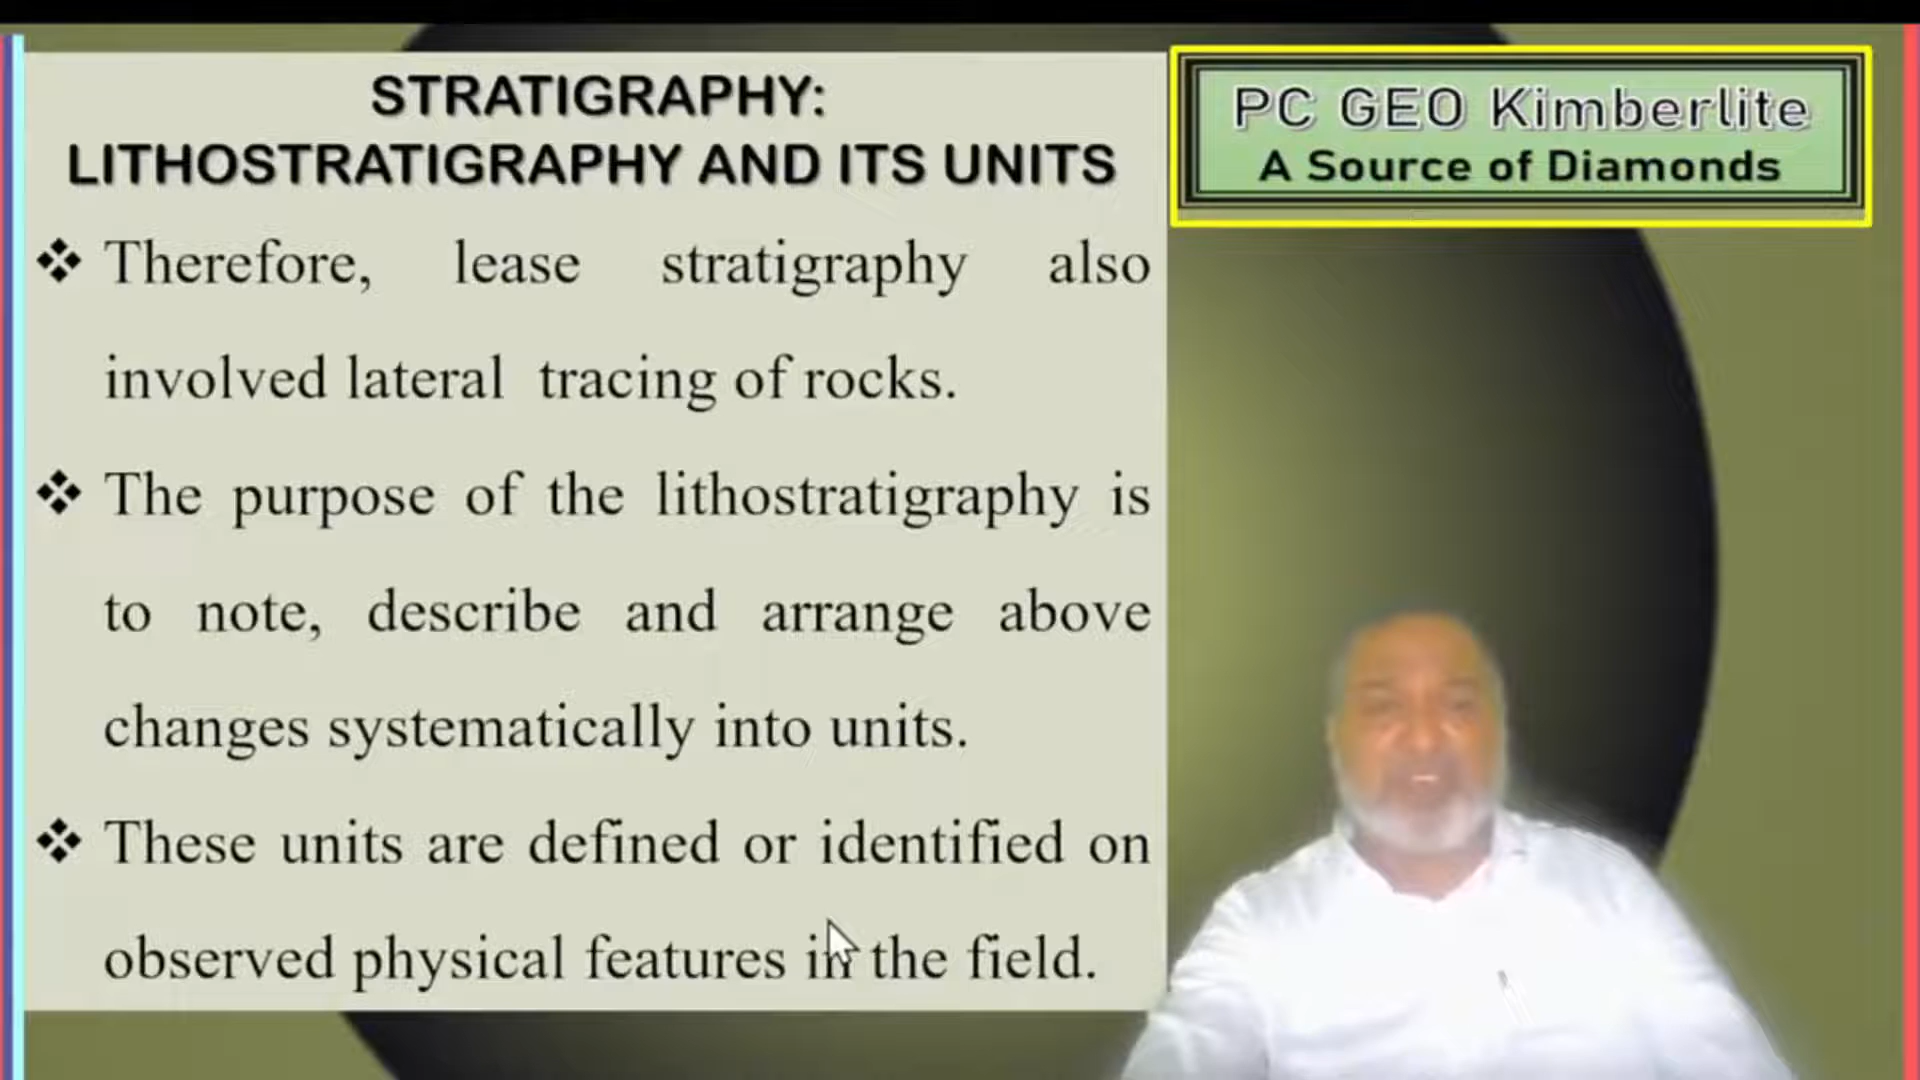 STRATIGRAPHY:
LITHOSTRATIGRAPHY AND ITS UNITS
PC GEO Kimberlite
A Source of Diamonds
❖ Therefore, lease stratigraphy also
involved lateral tracing of rocks.
❖ The purpose of the lithostratigraphy is
to note, describe and arrange above
changes systematically into units.
❖ These units are defined or identified on
observed physical features in the field.